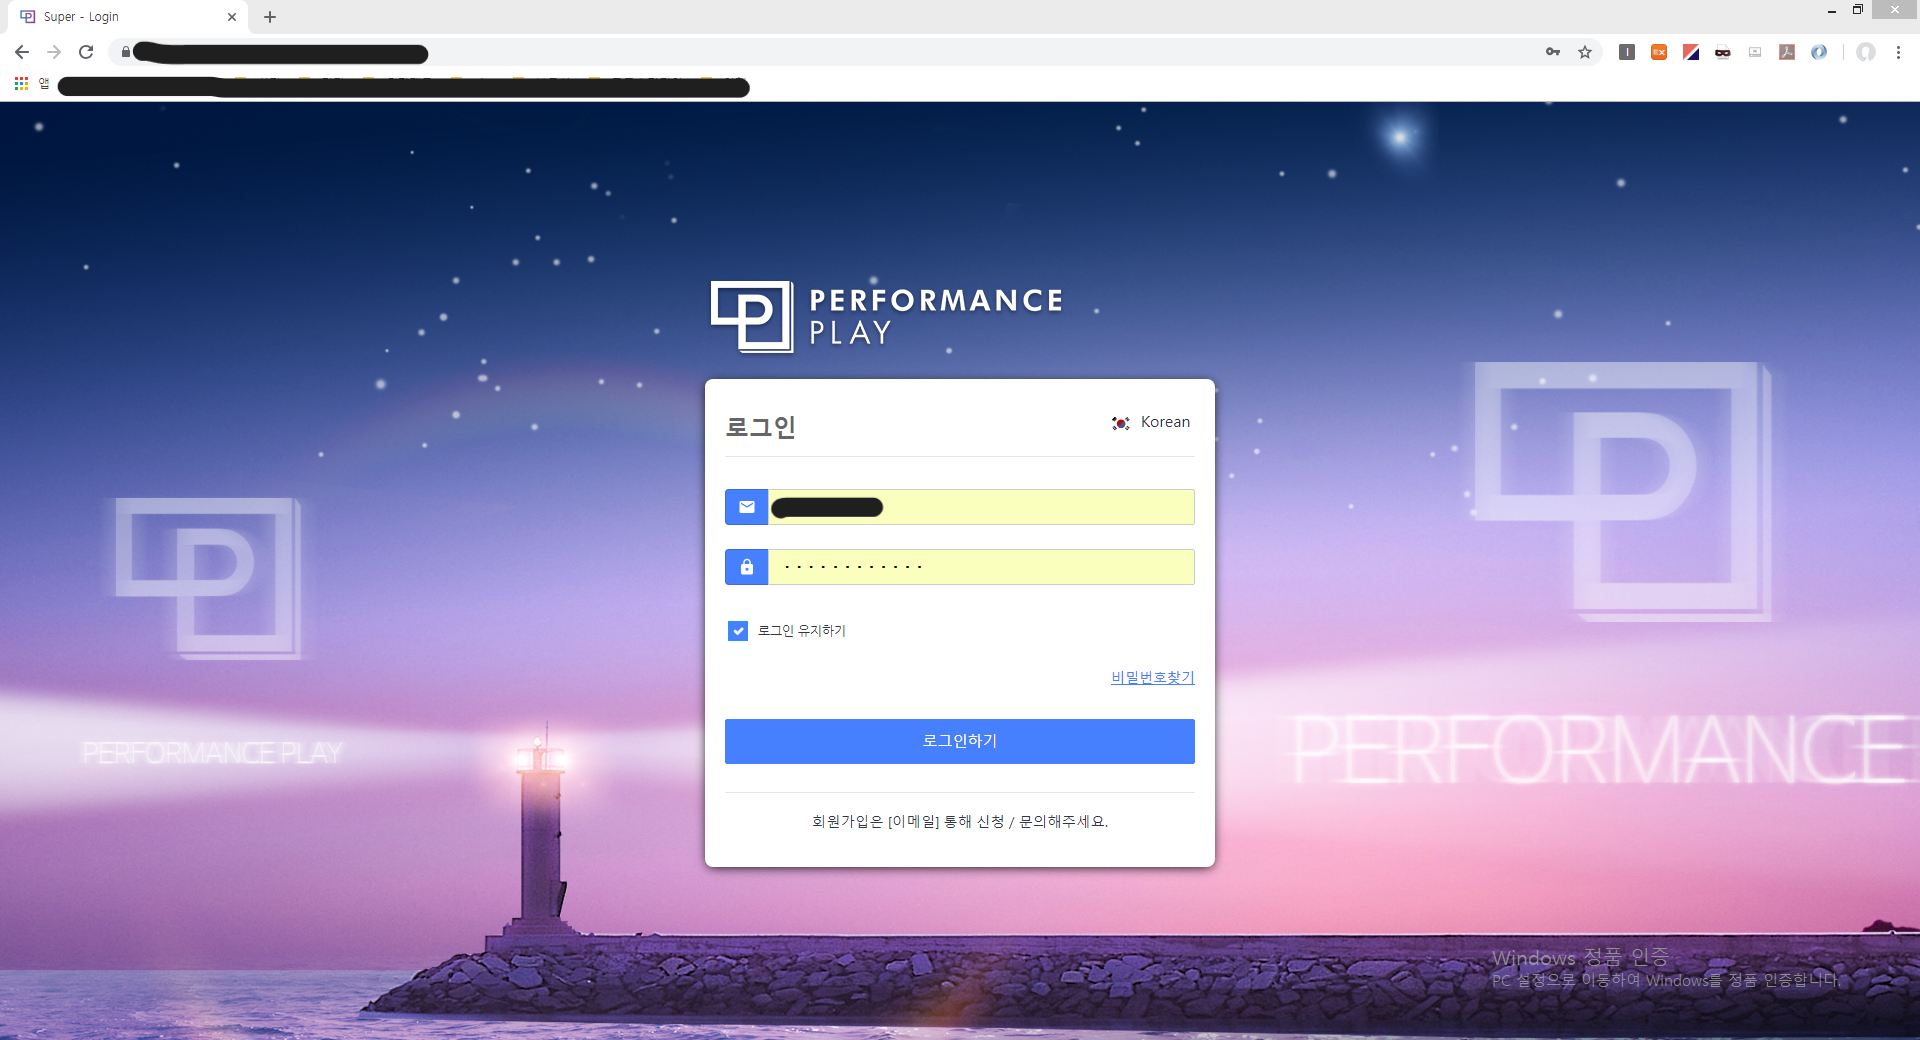 Super - Login
앱
PERFORMANCE
PLAY
로그인
Korean
로그인 유지하기
비밀번호찾기
로그인하기
회원가입은 [이메일] 통해 신청 / 문의해주세요.
PERFORMANCE PLAY
PERFORMANCE
Windows 정품 인증
PC 설정으로 이동하여 Windows를 정품 인증합니다.